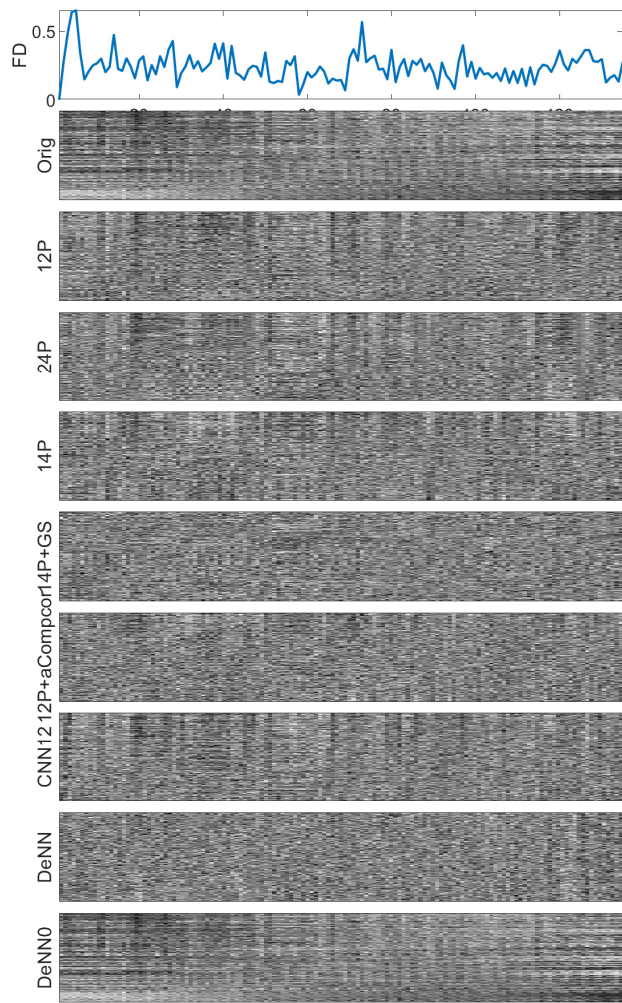 FD
0.5
0
Orig
12P
24P
14P
14P+GS
12P+aCompcor
CNN12
DeNN
DeNN0